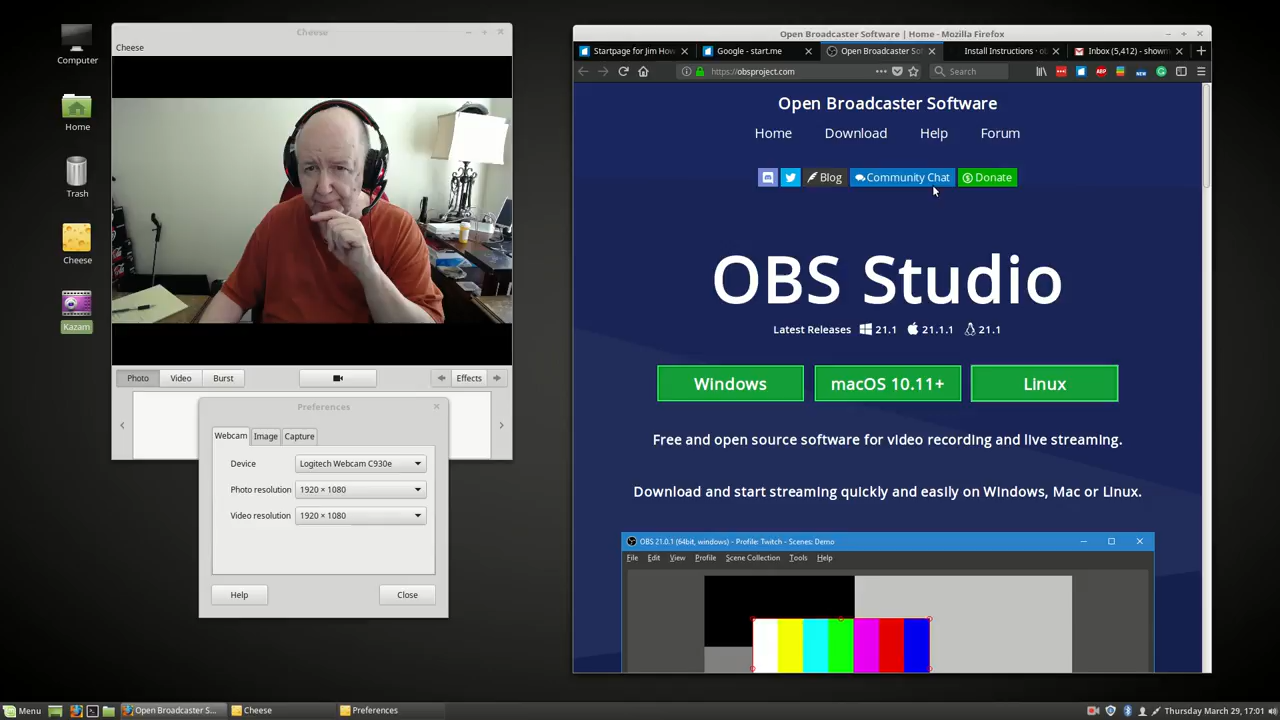 Computer
Home
Trash
Cheese
Kazam
Cheese
Cheese
Photo
Video
Burst
Effects
Preferences
Webcam
Image
Capture
Device
Logitech Webcam C930e
Photo resolution
1920 × 1080
Video resolution
1920 × 1080
Help
Close
Open Broadcaster Software | Home - Mozilla Firefox
Startpage for Jim How
Google - start.me
Open Broadcaster Sof
Install Instructions · ob
Inbox (5,412) - showm
https://obsproject.com
Search
Open Broadcaster Software
Home Download Help Forum
Blog Community Chat Donate
OBS Studio
Latest Releases 21.1 21.1.1 21.1
Windows macOS 10.11+ Linux
Free and open source software for video recording and live streaming.
Download and start streaming quickly and easily on Windows, Mac or Linux.
OBS 21.0.1 (64bit, windows) - Profile: Twitch - Scenes: Demo
File Edit View Profile Scene Collection Tools Help
Menu
Open Broadcaster S...
Cheese
Preferences
Thursday March 29, 17:01